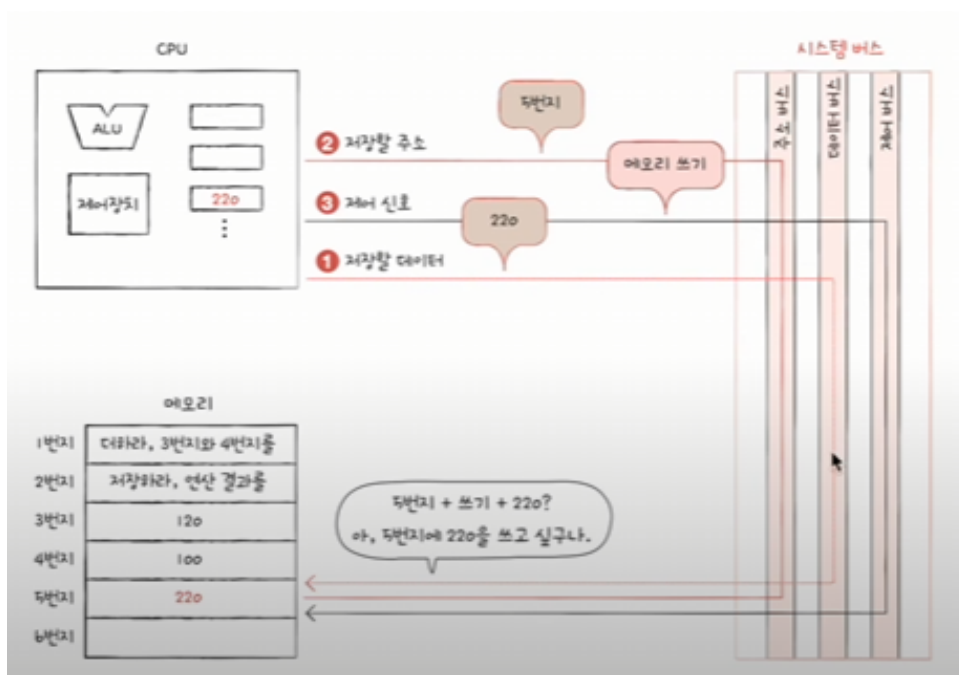 CPU
시스템 버스
ALU
제어장치
220
주소 버스
데이터 버스
제어 버스
5번지
2 저장할 주소
메모리 쓰기
3 제어 신호
220
1 저장할 데이터
메모리
1번지 더하라, 3번지와 4번지를
2번지 저장하라, 연산 결과를
3번지 120
4번지 100
5번지 220
6번지
5번지 + 쓰기 + 220?
아, 5번지에 220을 쓰고 싶구나.